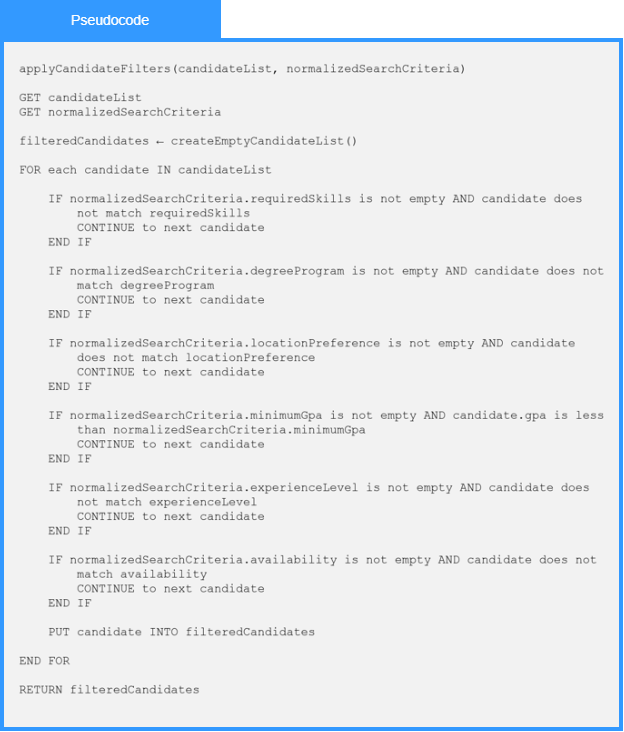 Pseudocode
applyCandidateFilters(candidateList, normalizedSearchCriteria)
GET candidateList
GET normalizedSearchCriteria
filteredCandidates ← createEmptyCandidateList()
FOR each candidate IN candidateList
IF normalizedSearchCriteria.requiredSkills is not empty AND candidate does
not match requiredSkills
CONTINUE to next candidate
END IF
IF normalizedSearchCriteria.degreeProgram is not empty AND candidate does not
match degreeProgram
CONTINUE to next candidate
END IF
IF normalizedSearchCriteria.locationPreference is not empty AND candidate
does not match locationPreference
CONTINUE to next candidate
END IF
IF normalizedSearchCriteria.minimumGpa is not empty AND candidate.gpa is less
than normalizedSearchCriteria.minimumGpa
CONTINUE to next candidate
END IF
IF normalizedSearchCriteria.experienceLevel is not empty AND candidate does
not match experienceLevel
CONTINUE to next candidate
END IF
IF normalizedSearchCriteria.availability is not empty AND candidate does not
match availability
CONTINUE to next candidate
END IF
PUT candidate INTO filteredCandidates
END FOR
RETURN filteredCandidates